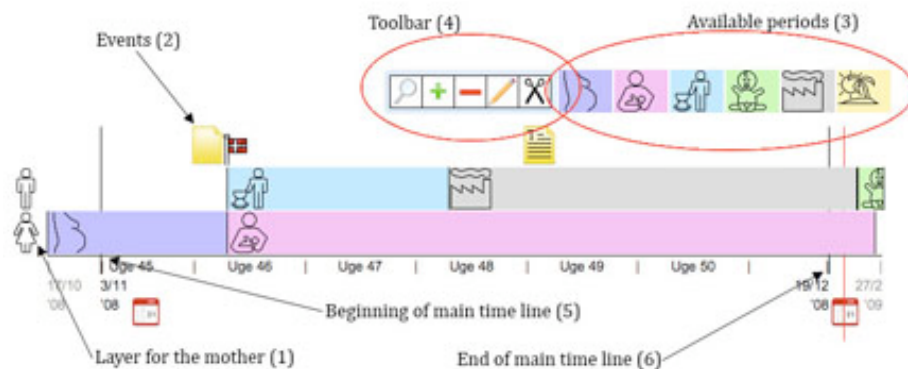 Toolbar (4)
Available periods (3)
Events (2)
Uge 45 | Uge 46 | Uge 47 | Uge 48 | Uge 49 | Uge 50
17/10 3/11 19/12 27/2
'08 '08 '08 '09
Beginning of main time line (5)
Layer for the mother (1)
End of main time line (6)